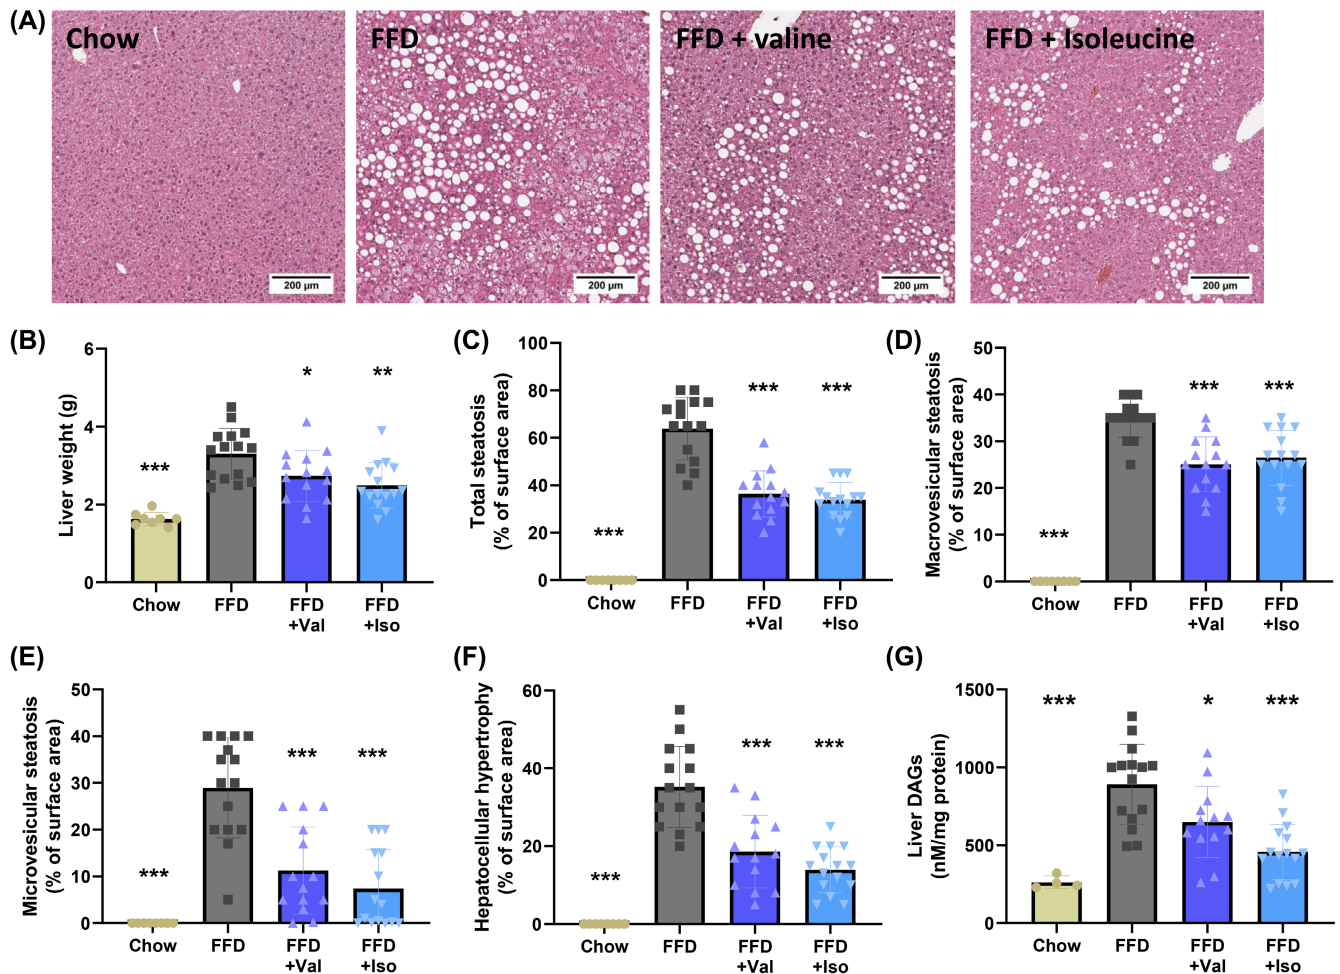 (A)
Chow
FFD
FFD + valine
FFD + Isoleucine
200 μm
200 μm
200 μm
200 μm
(B)
Liver weight (g)
6
4
2
0
***
*
**
Chow
FFD
FFD
+Val
FFD
+Iso
(C)
Total steatosis
(% of surface area)
100
80
60
40
20
0
***
***
***
Chow
FFD
FFD
+Val
FFD
+Iso
(D)
Macrovesicular steatosis
(% of surface area)
50
40
30
20
10
0
***
***
***
Chow
FFD
FFD
+Val
FFD
+Iso
(E)
Microvesicular steatosis
(% of surface area)
50
40
30
20
10
0
***
***
***
Chow
FFD
FFD
+Val
FFD
+Iso
(F)
Hepatocellular hypertrophy
(% of surface area)
60
40
20
0
***
***
***
Chow
FFD
FFD
+Val
FFD
+Iso
(G)
Liver DAGs
(nM/mg protein)
1500
1000
500
0
***
*
***
Chow
FFD
FFD
+Val
FFD
+Iso